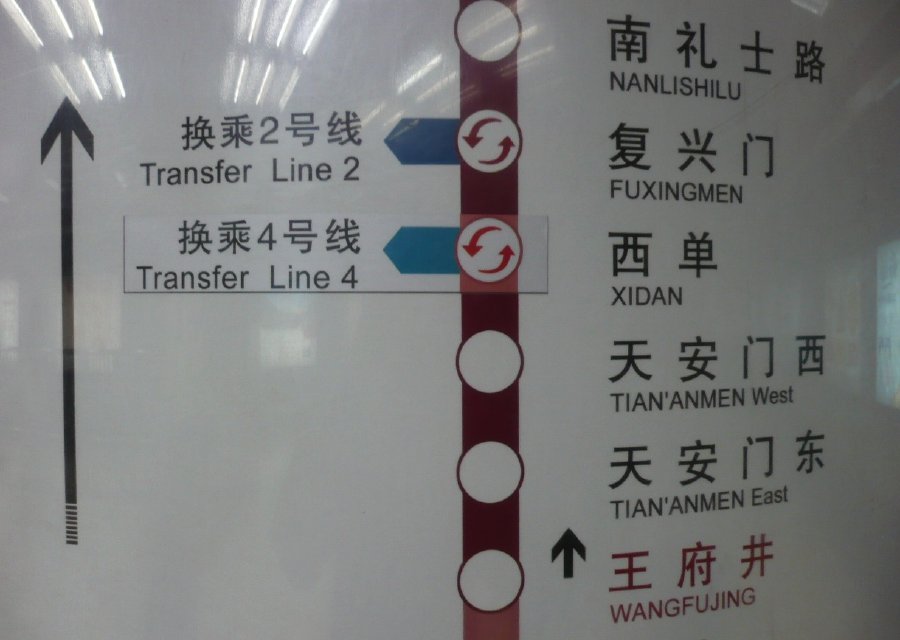 南礼士路
NANLISHILU
换乘2号线
Transfer Line 2
复兴门
FUXINGMEN
换乘4号线
Transfer Line 4
西单
XIDAN
天安门西
TIAN'ANMEN West
天安门东
TIAN'ANMEN East
王府井
WANGFUJING